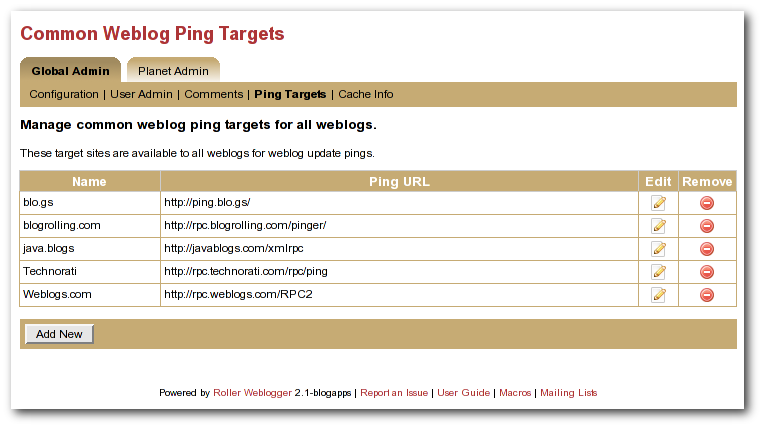 Common Weblog Ping Targets
Global Admin Planet Admin
Configuration | User Admin | Comments | Ping Targets | Cache Info
Manage common weblog ping targets for all weblogs.
These target sites are available to all weblogs for weblog update pings.
Name Ping URL Edit Remove
blo.gs http://ping.blo.gs/
blogrolling.com http://rpc.blogrolling.com/pinger/
java.blogs http://javablogs.com/xmlrpc
Technorati http://rpc.technorati.com/rpc/ping
Weblogs.com http://rpc.weblogs.com/RPC2
Add New
Powered by Roller Weblogger 2.1-blogapps | Report an Issue | User Guide | Macros | Mailing Lists